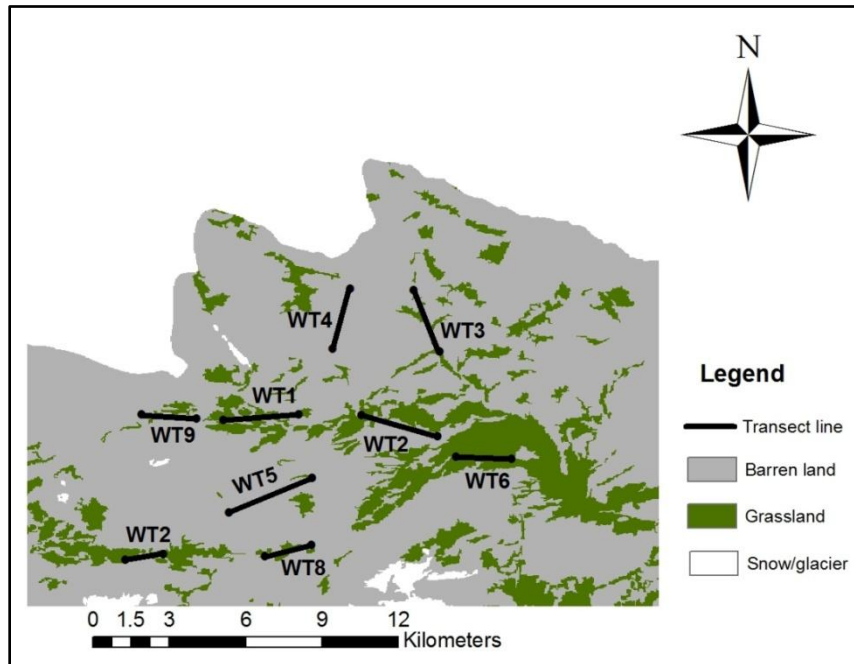 N
WT4
WT3
WT1
WT9
WT2
WT5
WT6
WT2
WT8
Legend
Transect line
Barren land
Grassland
Snow/glacier
0 1.5 3 6 9 12
Kilometers